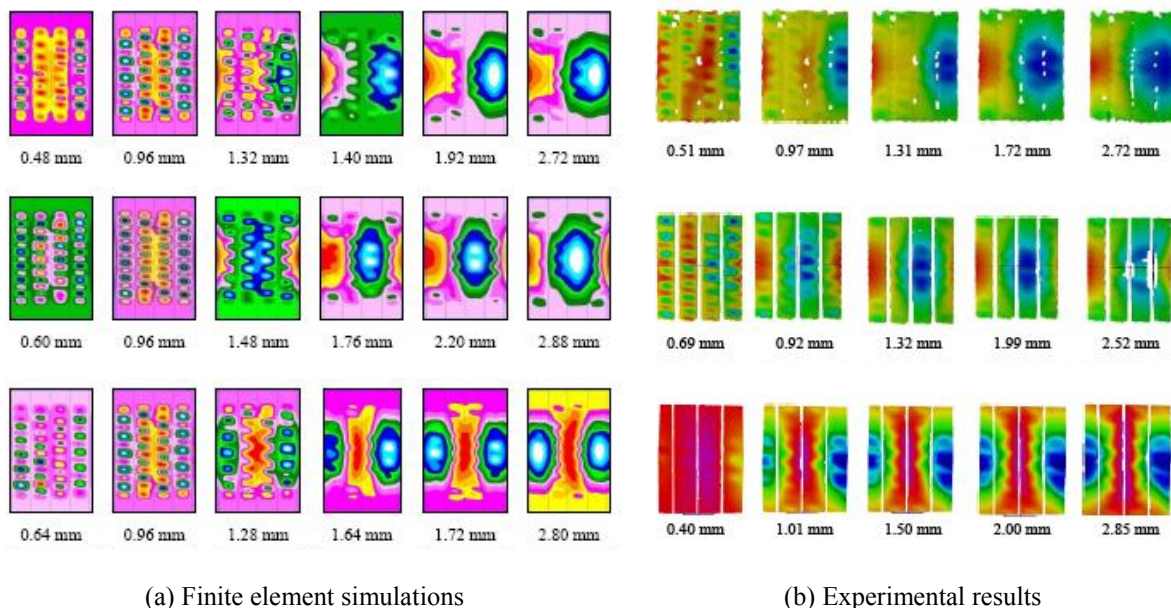 0.48 mm 0.96 mm 1.32 mm 1.40 mm 1.92 mm 2.72 mm
0.51 mm 0.97 mm 1.31 mm 1.72 mm 2.72 mm
0.60 mm 0.96 mm 1.48 mm 1.76 mm 2.20 mm 2.88 mm
0.69 mm 0.92 mm 1.32 mm 1.99 mm 2.52 mm
0.64 mm 0.96 mm 1.28 mm 1.64 mm 1.72 mm 2.80 mm
0.40 mm 1.01 mm 1.50 mm 2.00 mm 2.85 mm
(a) Finite element simulations
(b) Experimental results